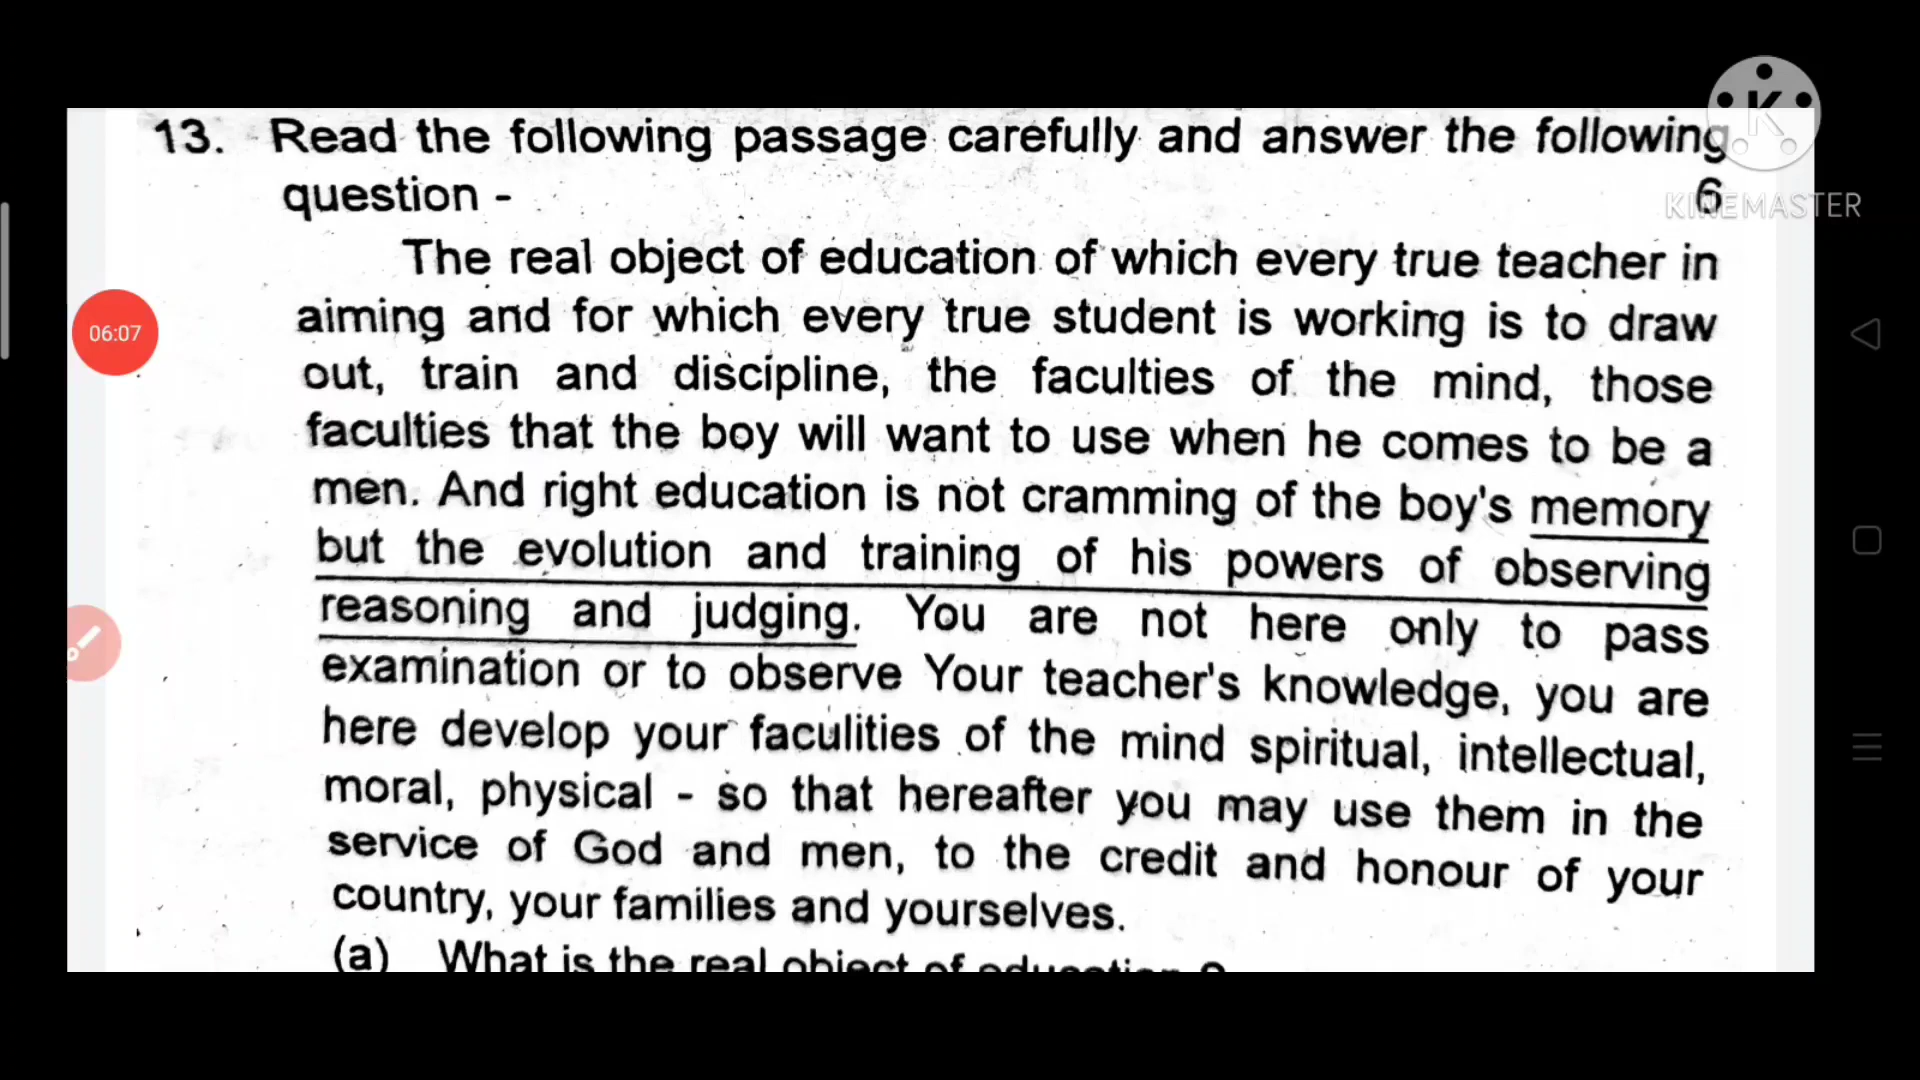 13. Read the following passage carefully and answer the following
question - 6
KINEMASTER
The real object of education of which every true teacher in
aiming and for which every true student is working is to draw
06:07
out, train and discipline, the faculties of the mind, those
faculties that the boy will want to use when he comes to be a
men. And right education is not cramming of the boy's memory
but the evolution and training of his powers of observing
reasoning and judging. You are not here only to pass
examination or to observe Your teacher's knowledge, you are
here develop your faculities of the mind spiritual, intellectual,
moral, physical - so that hereafter you may use them in the
service of God and men, to the credit and honour of your
country, your families and yourselves.
(a) What is the real object of education ?